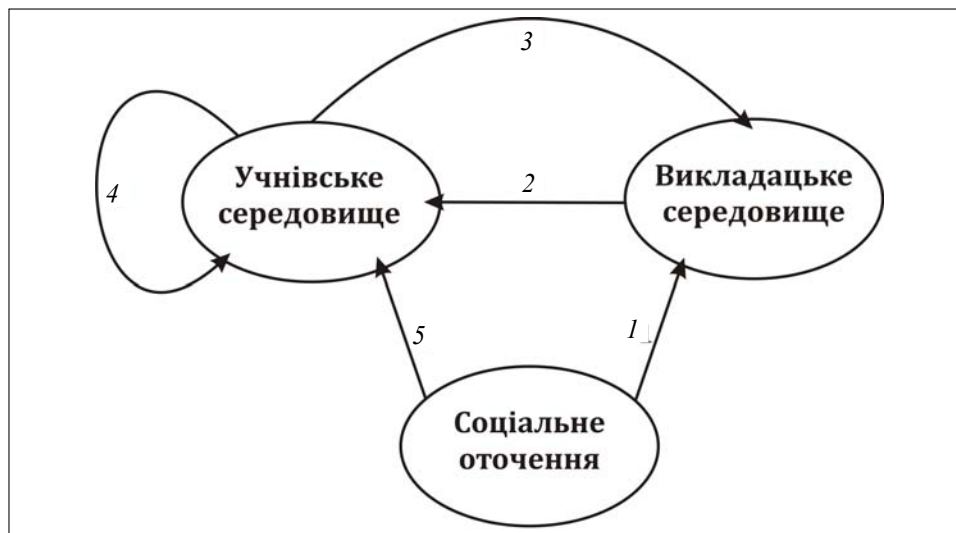 3
Учнівське
середовище
Викладацьке
середовище
2
4
5
1
Соціальне
оточення